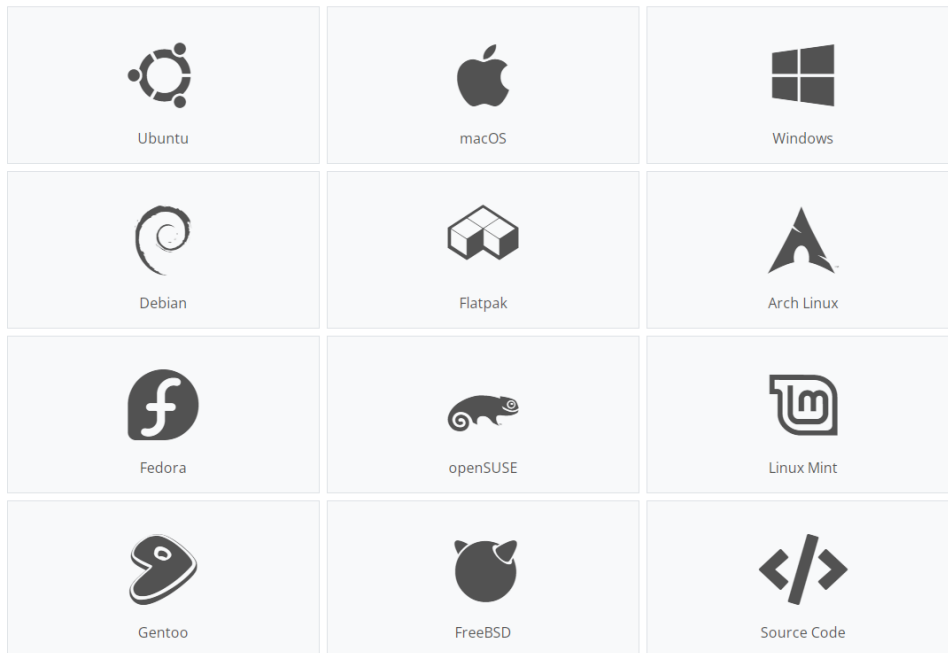 Ubuntu
macOS
Windows
Debian
Flatpak
Arch Linux
Fedora
openSUSE
Linux Mint
Gentoo
FreeBSD
Source Code